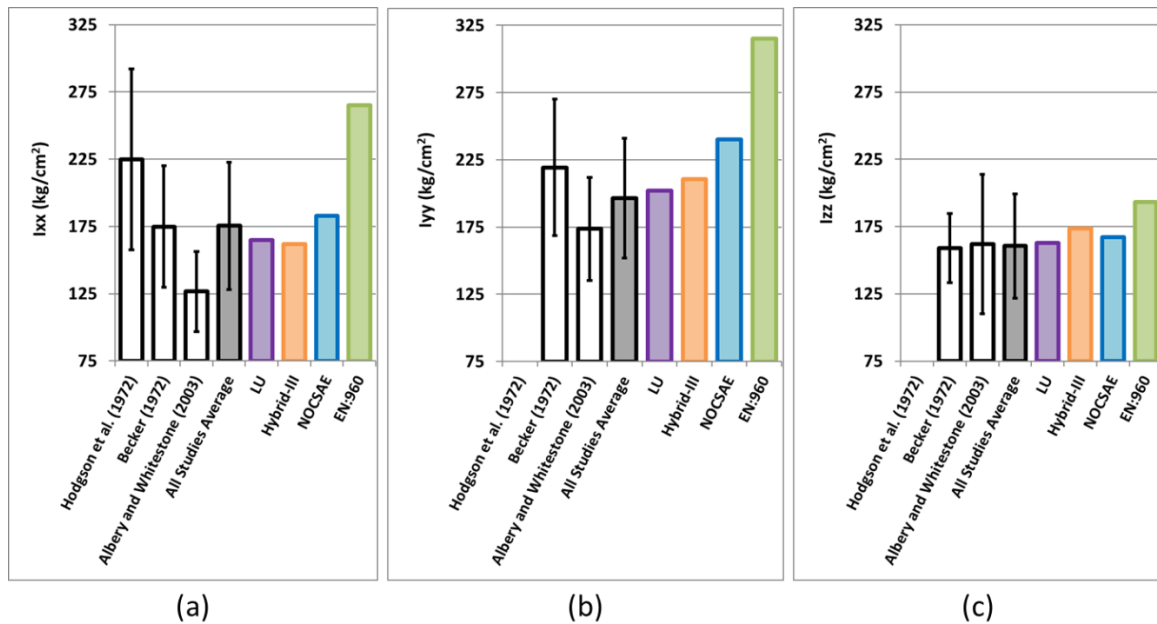 325
275
225
175
125
75
Ixx (kg/cm²)
Hodgson et al. (1972)
Becker (1972)
Albery and Whitestone (2003)
All Studies Average
LU
Hybrid-III
NOCSAE
EN:960
(a)
325
275
225
175
125
75
Iyy (kg/cm²)
Hodgson et al. (1972)
Becker (1972)
Albery and Whitestone (2003)
All Studies Average
LU
Hybrid-III
NOCSAE
EN:960
(b)
325
275
225
175
125
75
Izz (kg/cm²)
Hodgson et al. (1972)
Becker (1972)
Albery and Whitestone (2003)
All Studies Average
LU
Hybrid-III
NOCSAE
EN:960
(c)